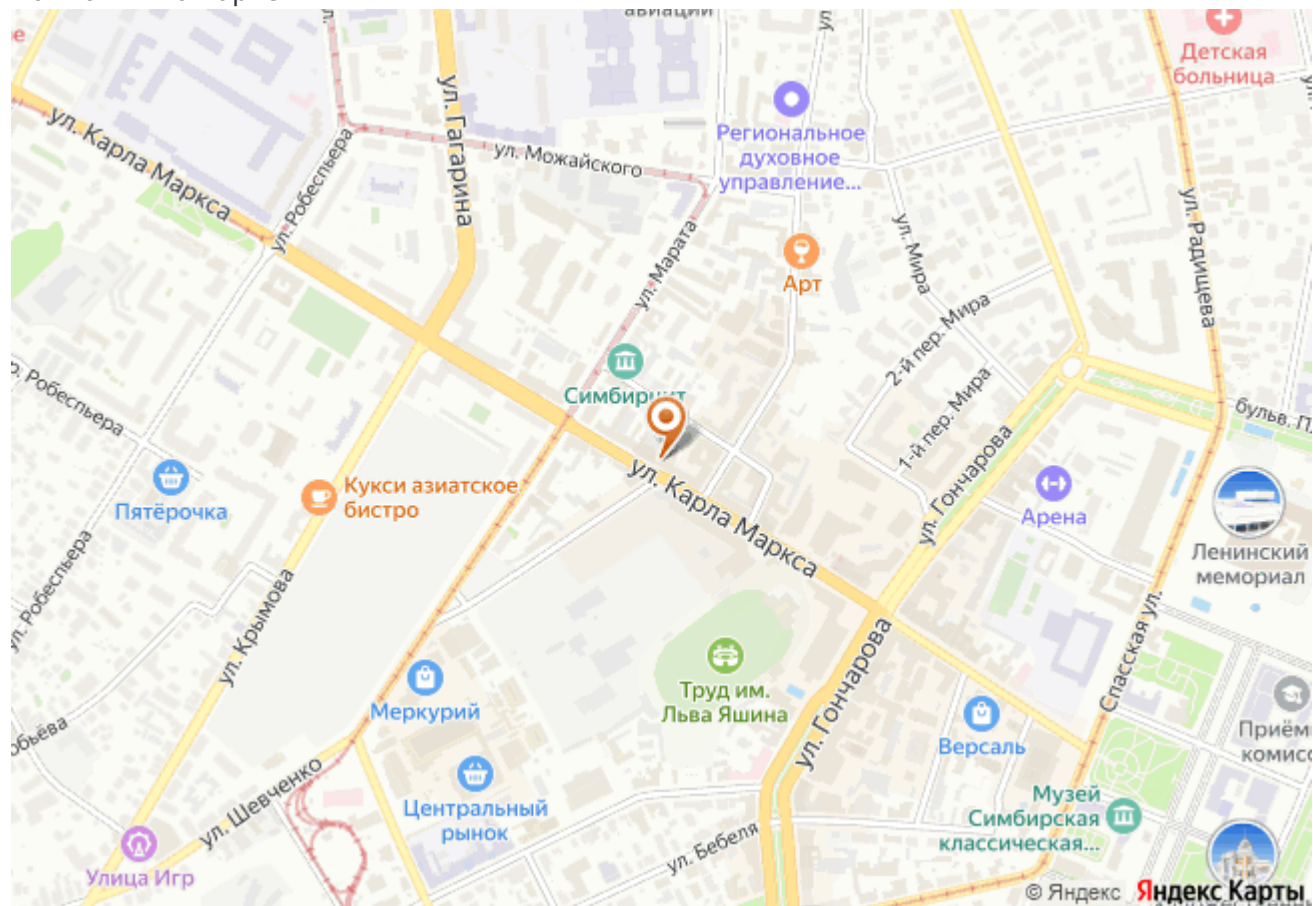 авиации
Детская
больница
ул. Гагарина
ул. Карла Маркса
ул. Робеспьера
ул. Можайского
Региональное
духовное
управление...
ул. Радищева
ул. Марата
ул. Мира
Арт
2-й пер. Мира
Симбирцит
1-й пер. Мира
р. Робеспьера
бульв. Пл
ул. Гончарова
Пятёрочка
Кукси азиатское
бистро
ул. Карла Маркса
Арена
Ленинский
мемориал
ул. Робеспьера
ул. Крымова
Труд им.
Льва Яшина
ул. Гончарова
Спасская ул.
Меркурий
Версаль
Приём
комисс
обьёва
ул. Шевченко
Центральный
рынок
Музей
Симбирская
классическая...
ул. Бебеля
Улица Игр
© Яндекс Яндекс Карты